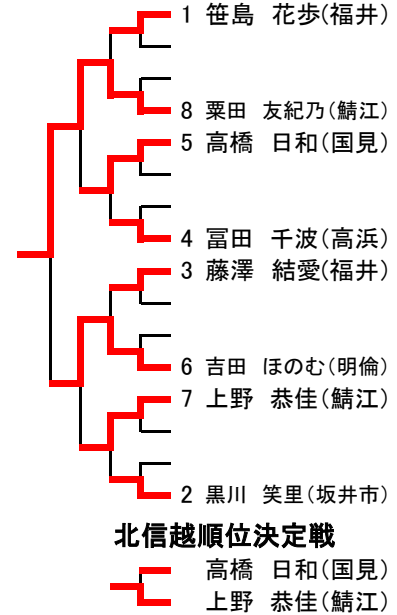 1 笹島　花歩(福井)
8 粟田　友紀乃(鯖江)
5 高橋　日和(国見)
4 冨田　千波(高浜)
3 藤澤　結愛(福井)
6 吉田　ほのむ(明倫)
7 上野　恭佳(鯖江)
2 黒川　笑里(坂井市)
北信越順位決定戦
高橋　日和(国見)
上野　恭佳(鯖江)